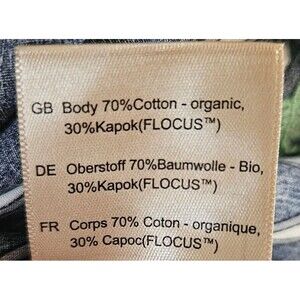 GB Body 70%Cotton - organic,
30%Kapok(FLOCUS™)
DE Oberstoff 70%Baumwolle - Bio,
30%Kapok(FLOCUS™)
FR Corps 70% Coton - organique,
30% Capoc(FLOCUS™)